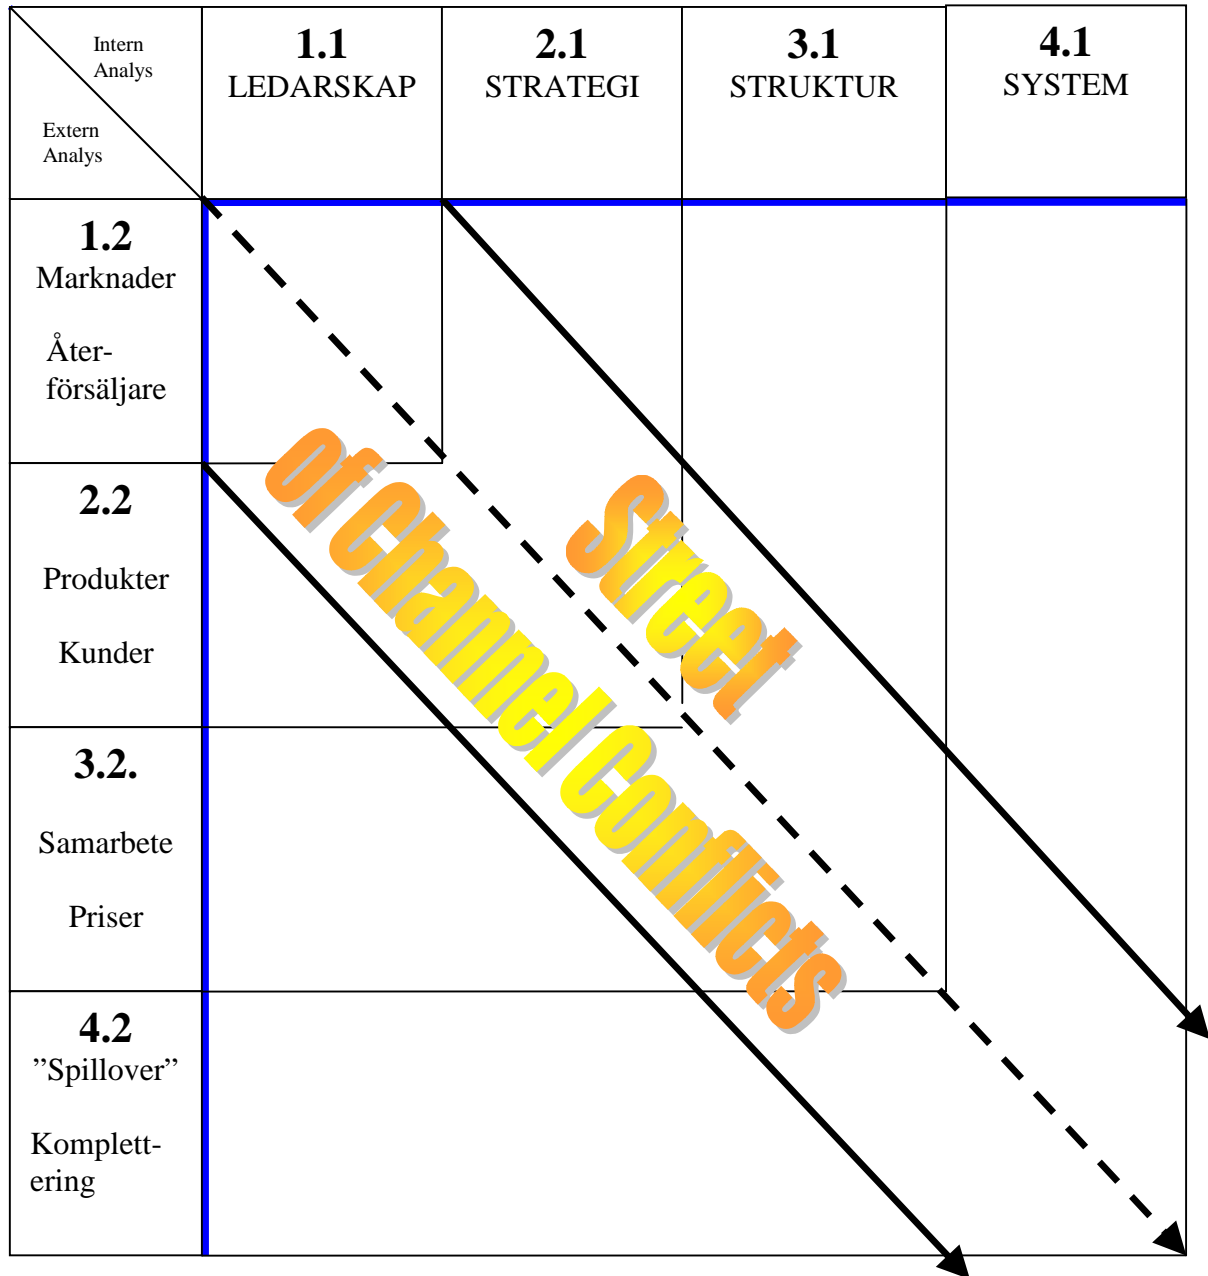 Intern
Analys
Extern
Analys
1.1
LEDARSKAP
2.1
STRATEGI
3.1
STRUKTUR
4.1
SYSTEM
1.2
Marknader
Åter-
försäljare
2.2
Produkter
Kunder
3.2.
Samarbete
Priser
4.2
”Spillover”
Komplett-
ering
Street
of Channel Conflicts